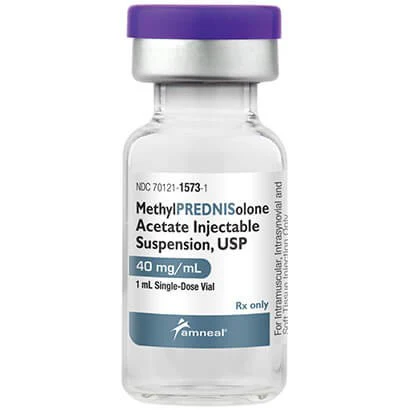 NDC 70121-1573-1
MethylPREDNISolone
Acetate Injectable
Suspension, USP
40 mg/mL
1 mL Single-Dose Vial
Rx only
amneal®
For Intramuscular, Intrasynovial and
Soft Tissue Injection Only